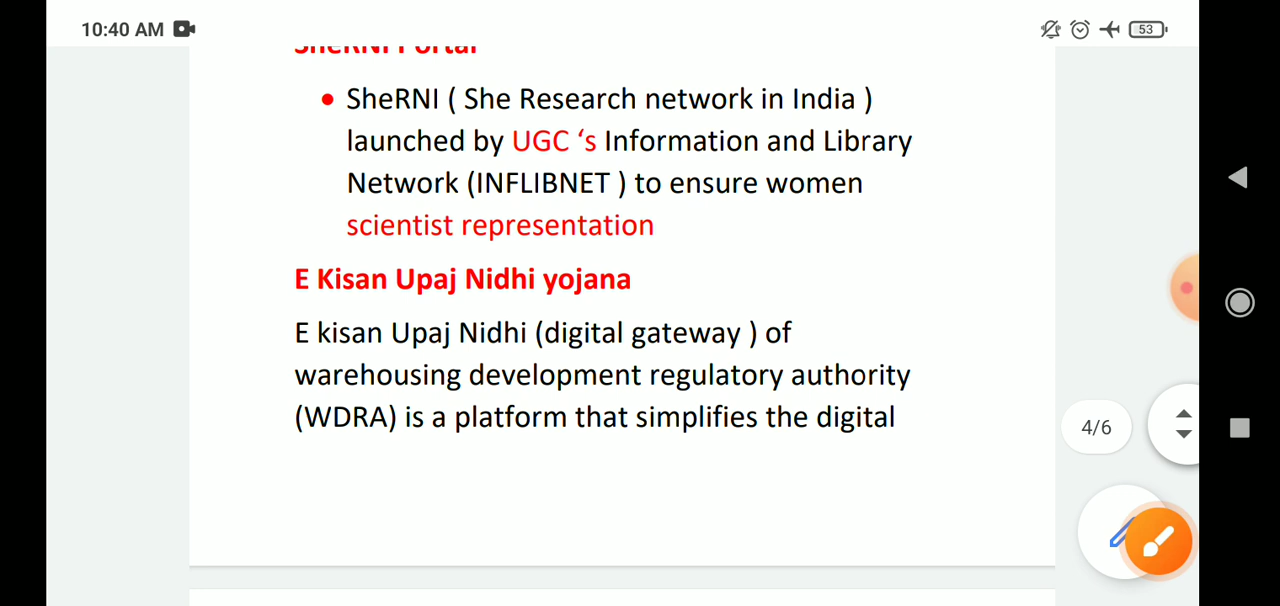 10:40 AM
53
SheRNI Portal
• SheRNI ( She Research network in India )
launched by UGC ‘s Information and Library
Network (INFLIBNET ) to ensure women
scientist representation
E Kisan Upaj Nidhi yojana
E kisan Upaj Nidhi (digital gateway ) of
warehousing development regulatory authority
(WDRA) is a platform that simplifies the digital
4/6